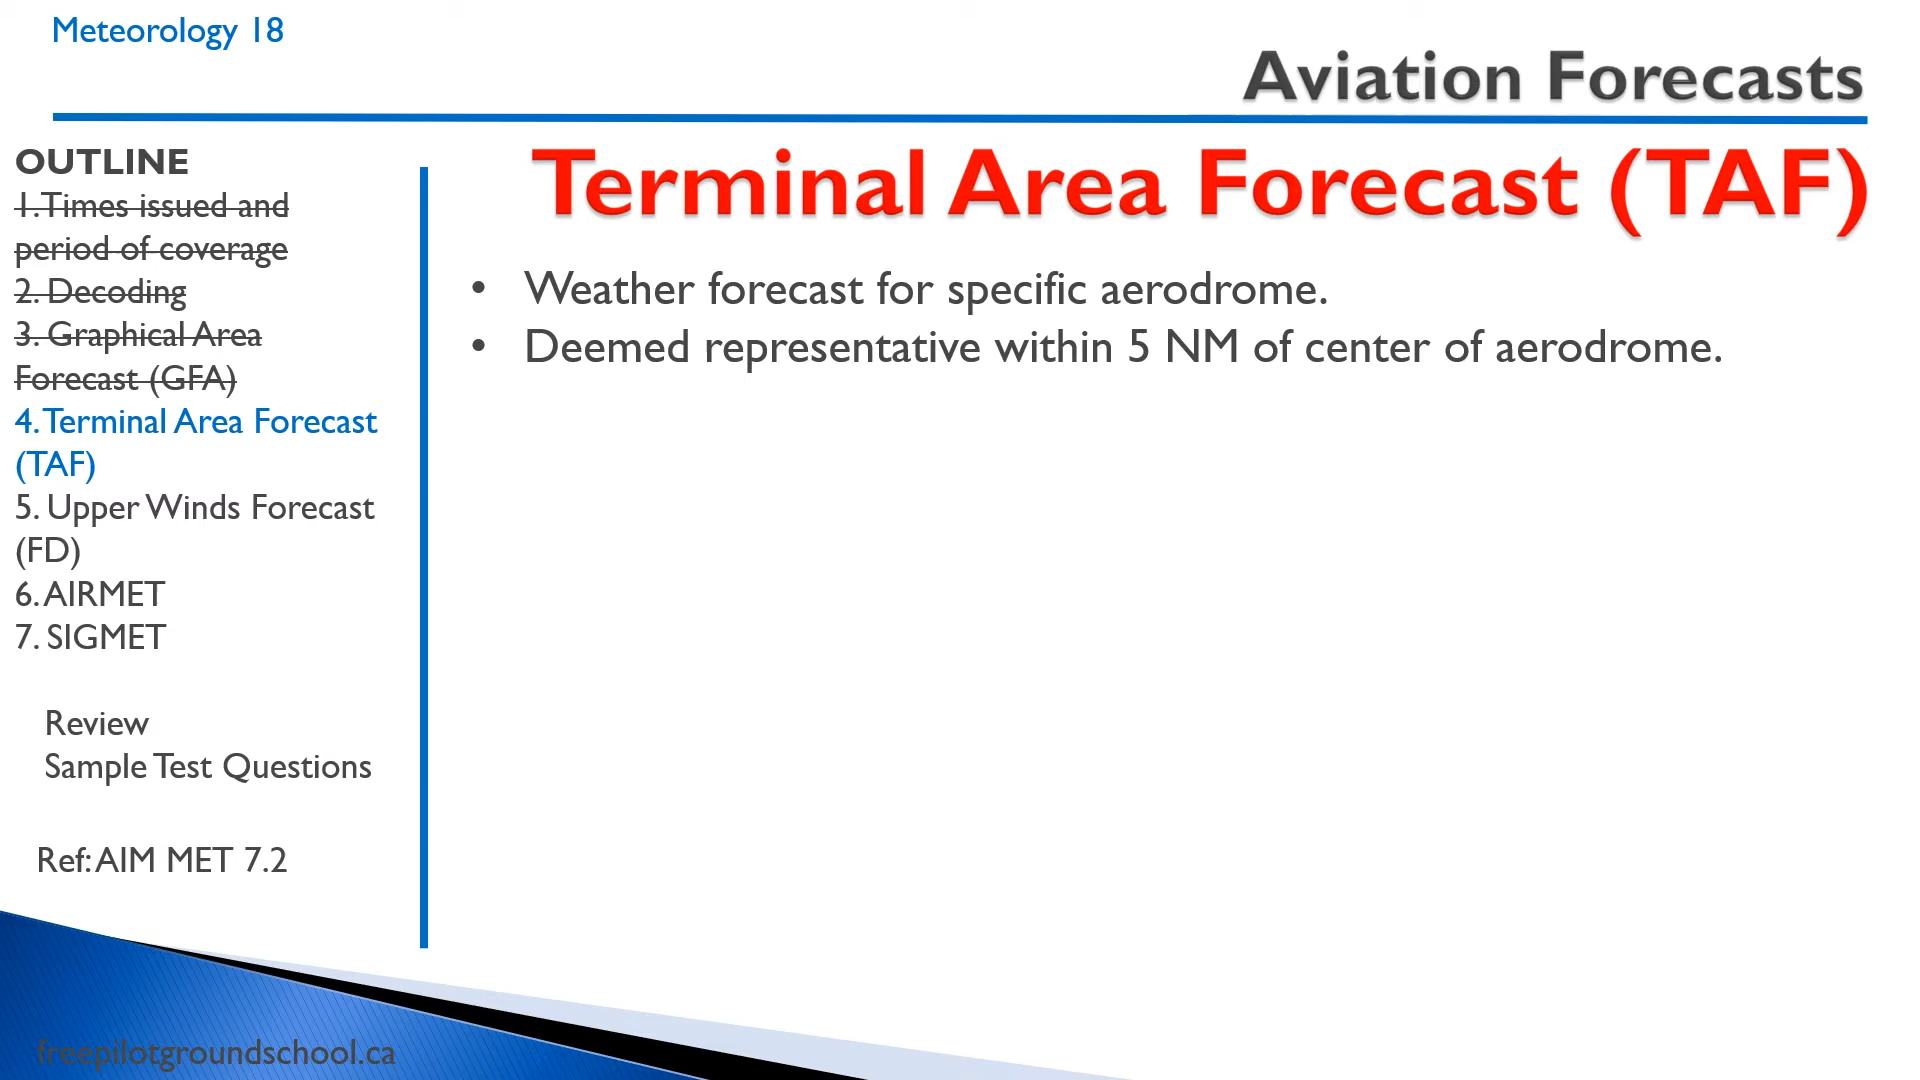 Meteorology 18
Aviation Forecasts
OUTLINE
1. Times issued and
period of coverage
2. Decoding
3. Graphical Area
Forecast (GFA)
4. Terminal Area Forecast
(TAF)
5. Upper Winds Forecast
(FD)
6. AIRMET
7. SIGMET
Review
Sample Test Questions
Ref: AIM MET 7.2
Terminal Area Forecast (TAF)
• Weather forecast for specific aerodrome.
• Deemed representative within 5 NM of center of aerodrome.
freepilotgroundschool.ca